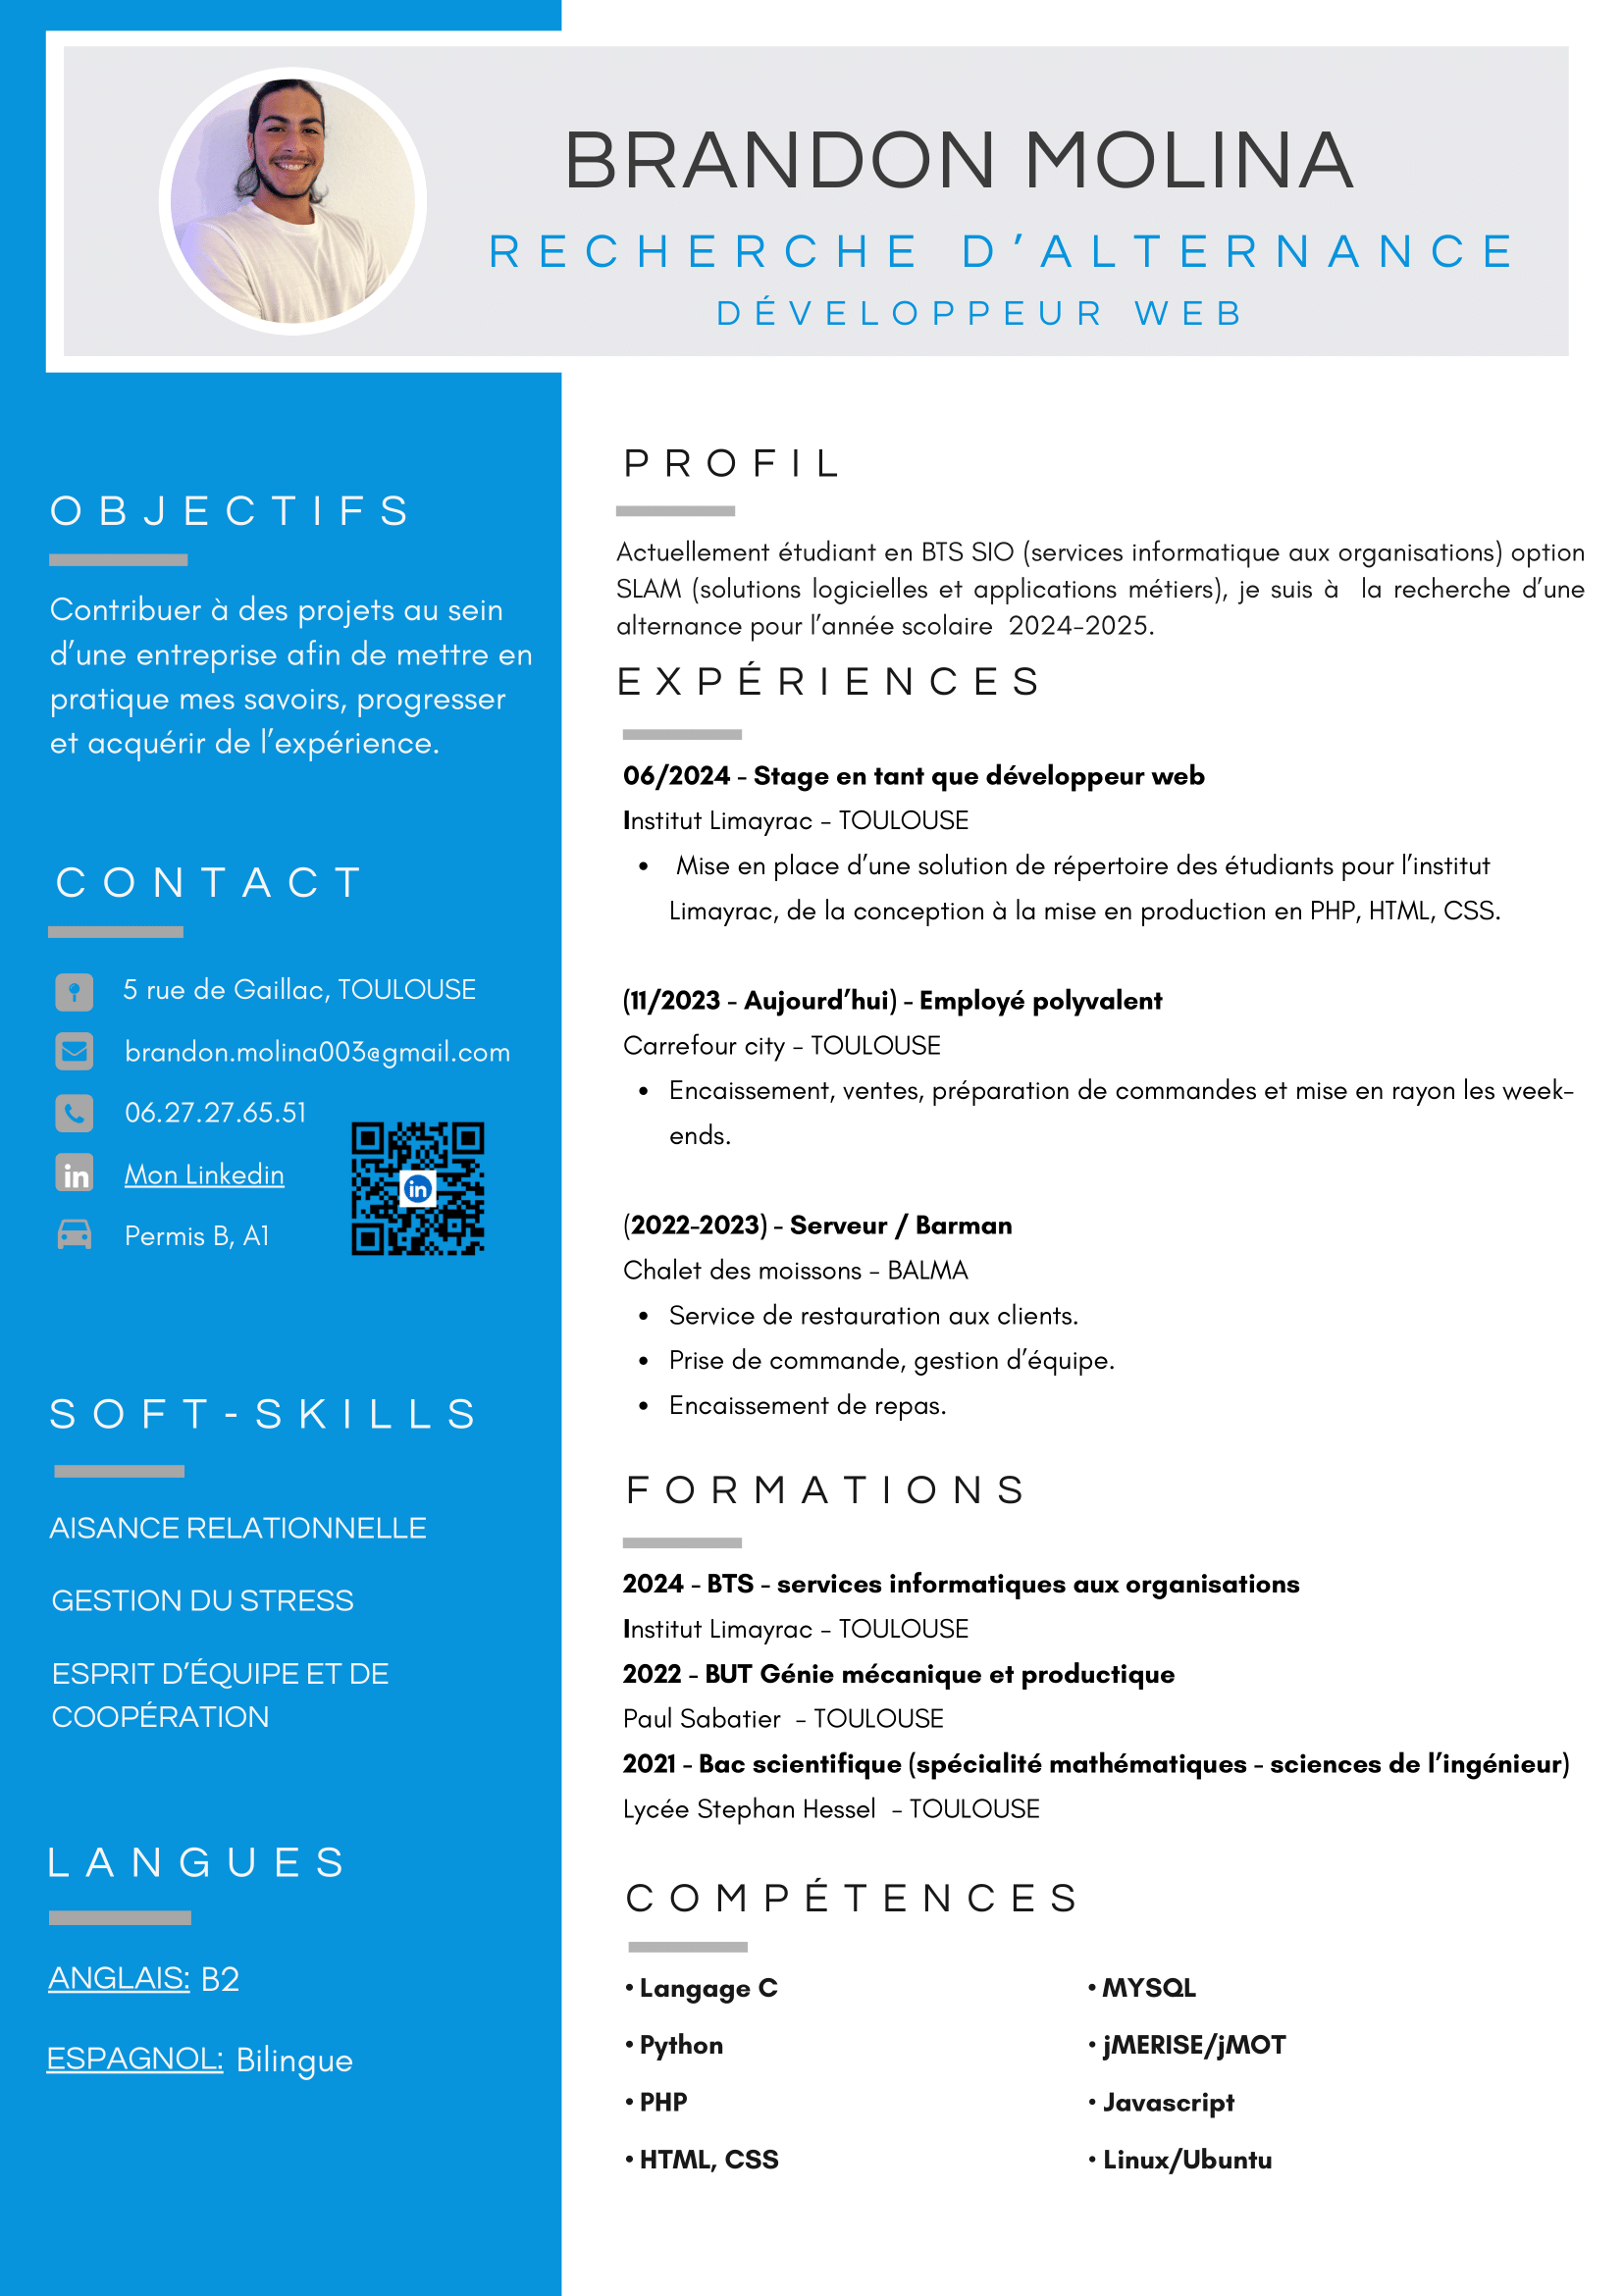 BRANDON MOLINA
RECHERCHE D’ALTERNANCE
DÉVELOPPEUR WEB
OBJECTIFS
Contribuer à des projets au sein
d’une entreprise afin de mettre en
pratique mes savoirs, progresser
et acquérir de l’expérience.
CONTACT
5 rue de Gaillac, TOULOUSE
brandon.molina003@gmail.com
06.27.27.65.51
in
Mon Linkedin
in
Permis B, A1
SOFT-SKILLS
AISANCE RELATIONNELLE
GESTION DU STRESS
ESPRIT D’ÉQUIPE ET DE
COOPÉRATION
LANGUES
ANGLAIS: B2
ESPAGNOL: Bilingue
PROFIL
Actuellement étudiant en BTS SIO (services informatique aux organisations) option
SLAM (solutions logicielles et applications métiers), je suis à  la recherche d’une
alternance pour l’année scolaire  2024-2025.
EXPÉRIENCES
06/2024 - Stage en tant que développeur web
Institut Limayrac - TOULOUSE
• Mise en place d’une solution de répertoire des étudiants pour l’institut
Limayrac, de la conception à la mise en production en PHP, HTML, CSS.
(11/2023 - Aujourd’hui) - Employé polyvalent
Carrefour city - TOULOUSE
• Encaissement, ventes, préparation de commandes et mise en rayon les week-
ends.
(2022-2023) - Serveur / Barman
Chalet des moissons - BALMA
• Service de restauration aux clients.
• Prise de commande, gestion d’équipe.
• Encaissement de repas.
FORMATIONS
2024 - BTS - services informatiques aux organisations
Institut Limayrac - TOULOUSE
2022 - BUT Génie mécanique et productique
Paul Sabatier  - TOULOUSE
2021 - Bac scientifique (spécialité mathématiques - sciences de l’ingénieur)
Lycée Stephan Hessel  - TOULOUSE
COMPÉTENCES
• Langage C
• Python
• PHP
• HTML, CSS
• MYSQL
• jMERISE/jMOT
• Javascript
• Linux/Ubuntu